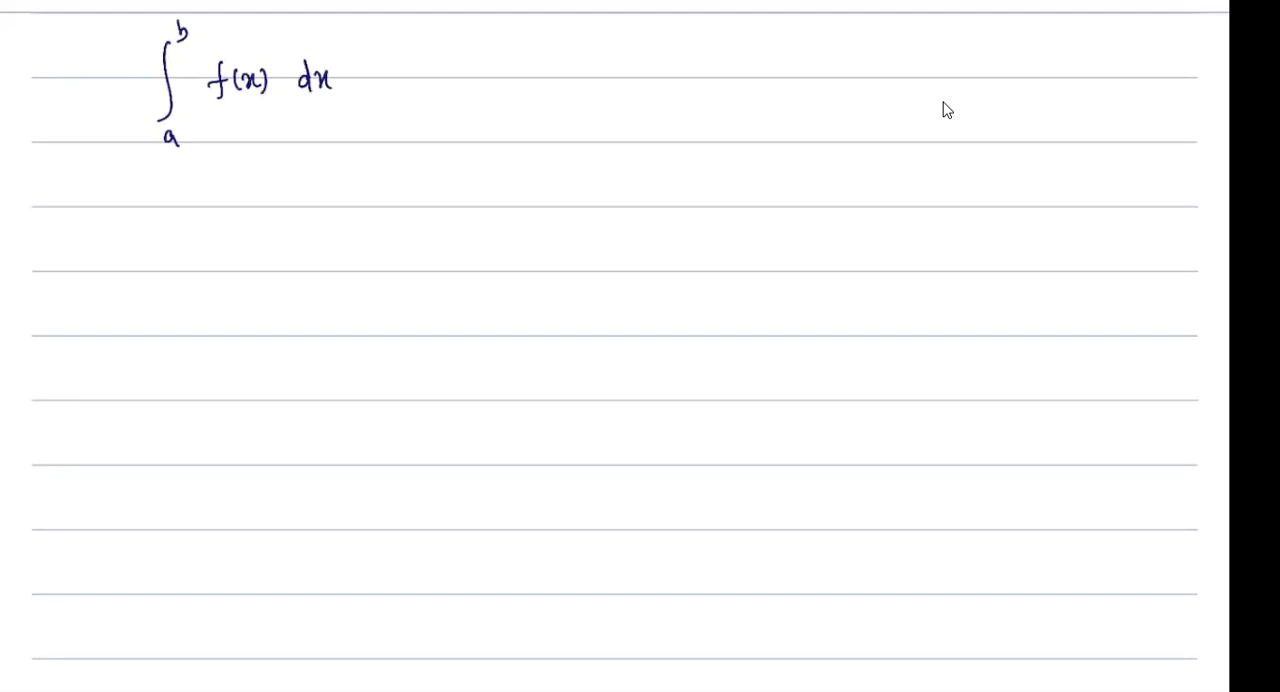 ∫_a^b f(x) dx